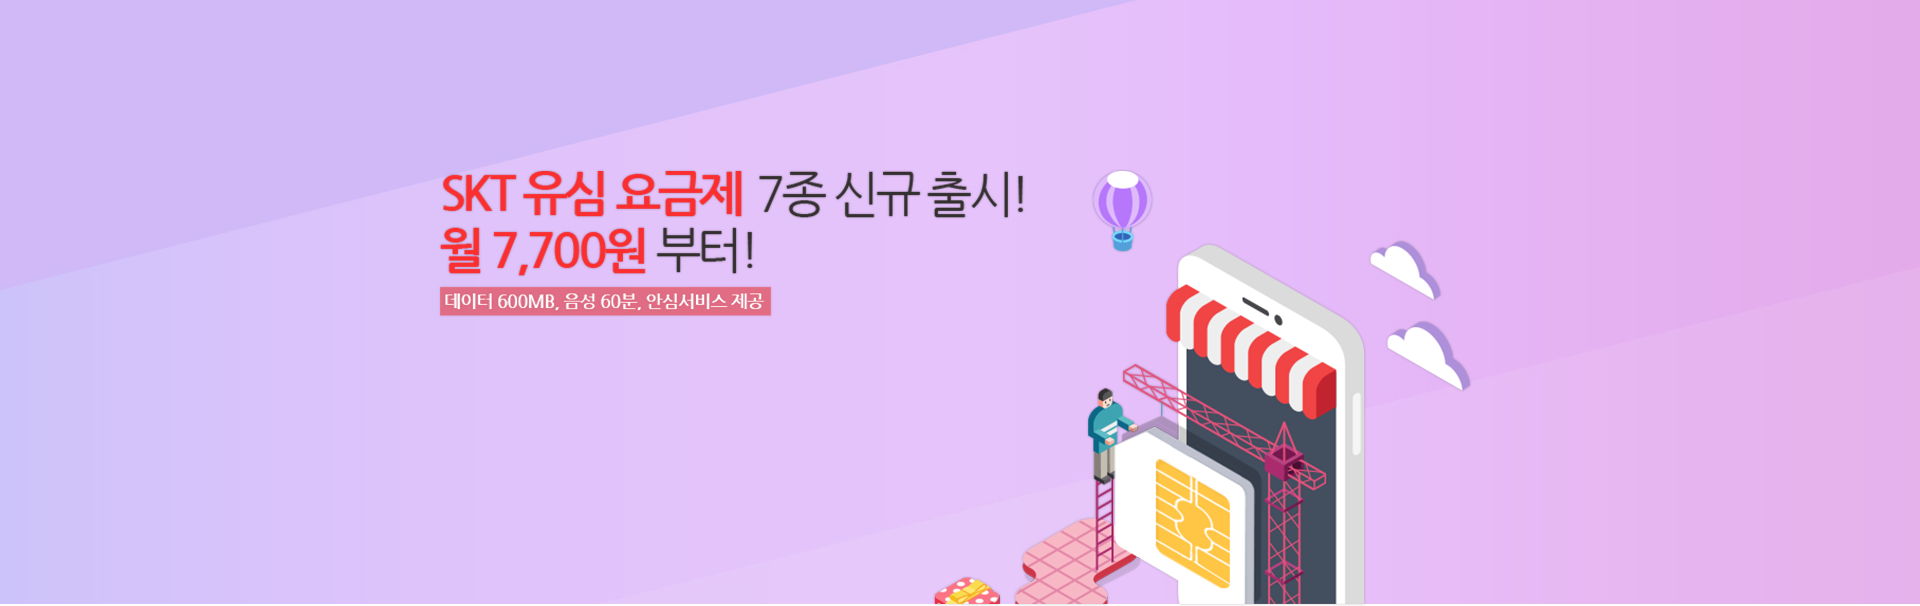 SKT 유심 요금제 7종 신규 출시!
월 7,700원 부터!
데이터 600MB, 음성 60분, 안심서비스 제공